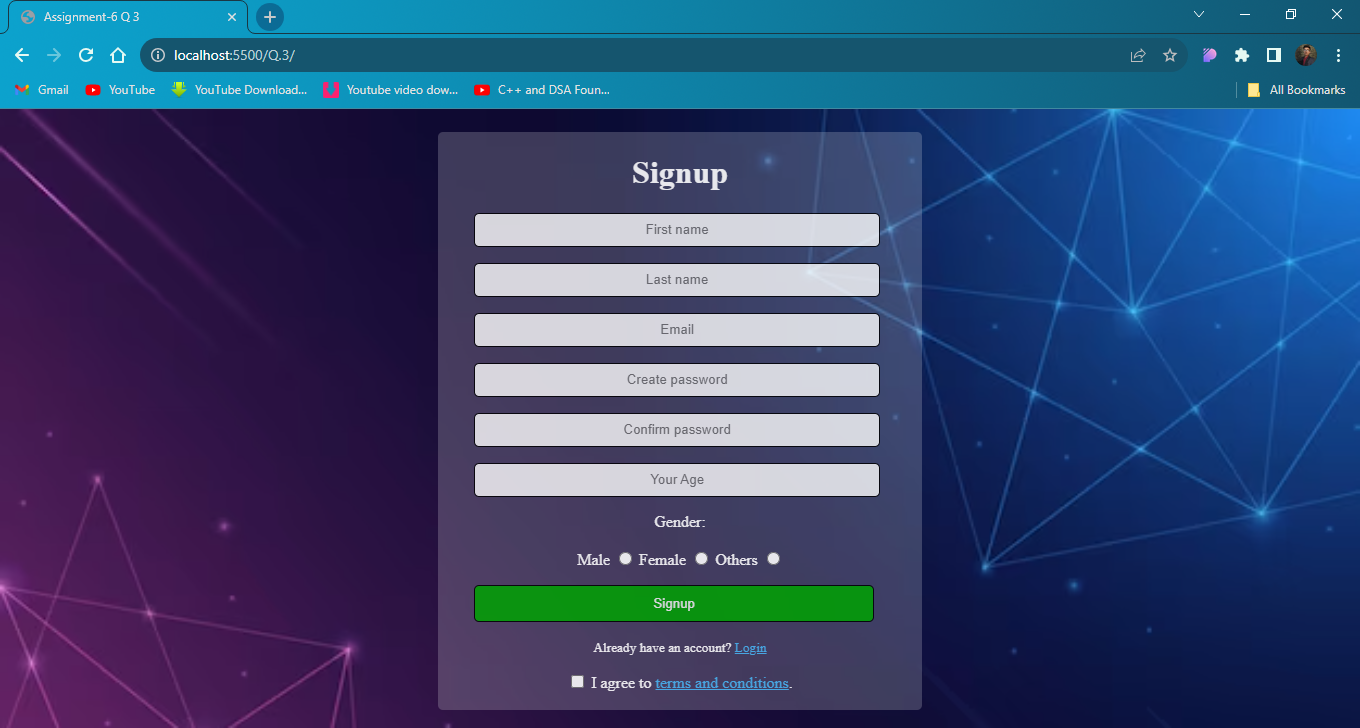 Assignment-6 Q 3
localhost:5500/Q.3/
Gmail YouTube YouTube Download... Youtube video dow... C++ and DSA Foun... All Bookmarks
Signup
First name
Last name
Email
Create password
Confirm password
Your Age
Gender:
Male Female Others
Signup
Already have an account? Login
I agree to terms and conditions.